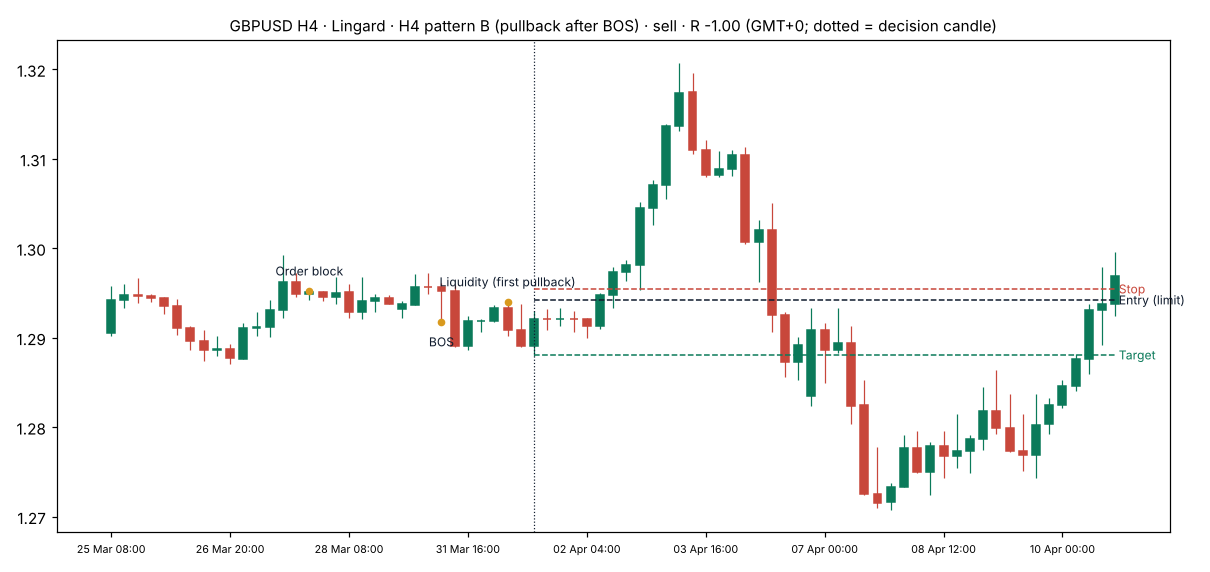 GBPUSD H4 · Lingard · H4 pattern B (pullback after BOS) · sell · R -1.00 (GMT+0; dotted = decision candle)
1.32
1.31
1.30
1.29
1.28
1.27
Order block
Liquidity (first pullback)
BOS
Stop
Entry (limit)
Target
25 Mar 08:00
26 Mar 20:00
28 Mar 08:00
31 Mar 16:00
02 Apr 04:00
03 Apr 16:00
07 Apr 00:00
08 Apr 12:00
10 Apr 00:00